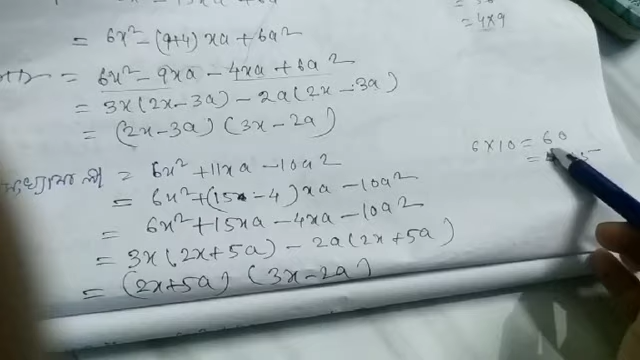 = 6x² - (9+4) xa + 6a²
= 4×9
= 6x² - 9xa - 4xa + 6a²
= 3x(2x - 3a) - 2a(2x - 3a)
= (2x - 3a) (3x - 2a)
= 6x² + 11xa - 10a²
6×10 = 60
= 6x² + (15 - 4) xa - 10a²
= 6x² + 15xa - 4xa - 10a²
= 3x(2x + 5a) - 2a(2x + 5a)
= (2x + 5a) (3x - 2a)